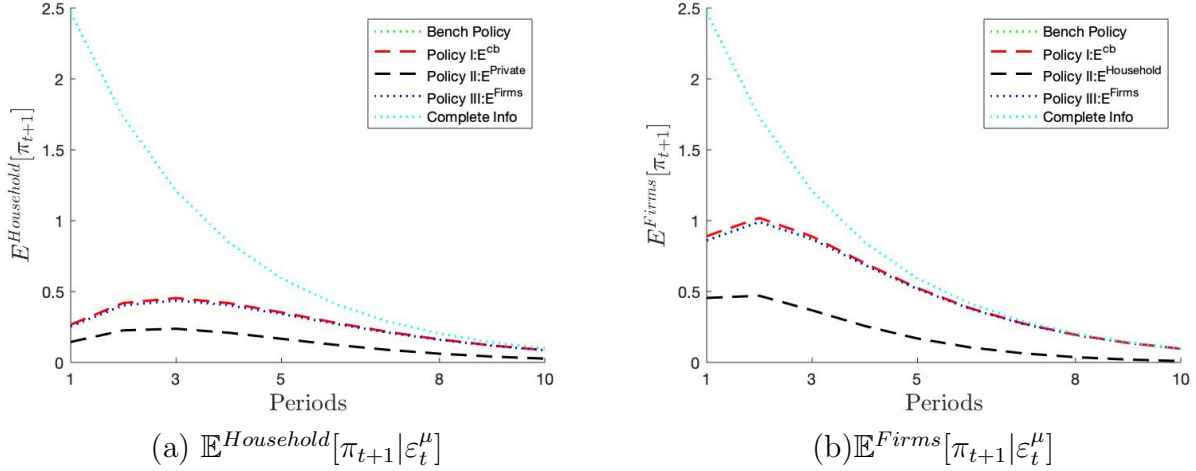 2.5
2
1.5
1
0.5
0
E^{Household}[π_{t+1}]
Bench Policy
Policy I:E^{cb}
Policy II:E^{Private}
Policy III:E^{Firms}
Complete Info
1
3
5
8
10
Periods
(a) 𝔼^{Household}[π_{t+1}|ε_t^μ]
2.5
2
1.5
1
0.5
0
E^{Firms}[π_{t+1}]
Bench Policy
Policy I:E^{cb}
Policy II:E^{Household}
Policy III:E^{Firms}
Complete Info
1
3
5
8
10
Periods
(b)𝔼^{Firms}[π_{t+1}|ε_t^μ]